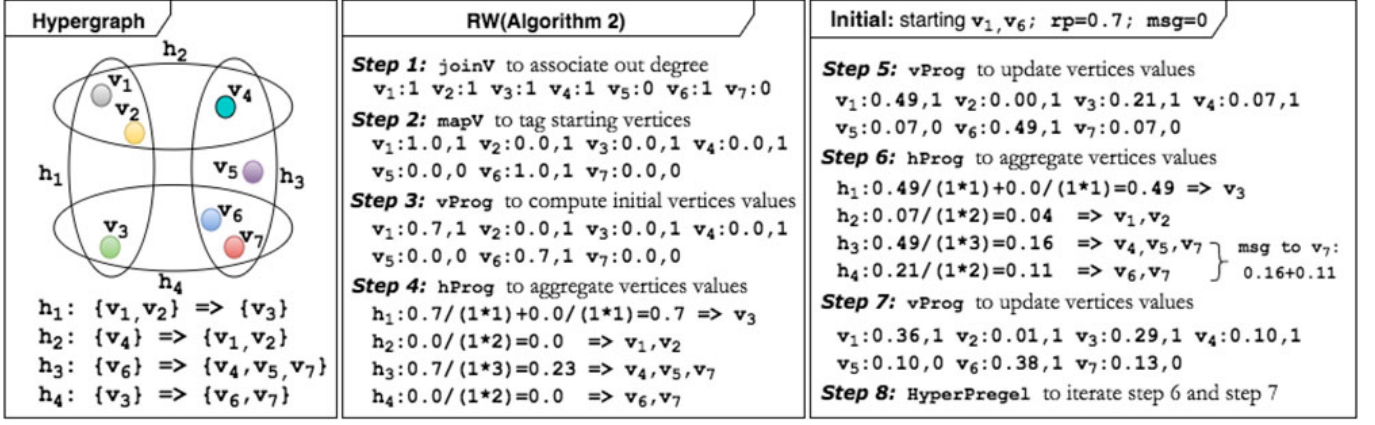 Hypergraph
h₂
v₁
v₂
v₄
h₁
v₅
h₃
v₆
v₃
v₇
h₄
h₁: {v₁,v₂} => {v₃}
h₂: {v₄} => {v₁,v₂}
h₃: {v₆} => {v₄,v₅,v₇}
h₄: {v₃} => {v₆,v₇}
RW(Algorithm 2)
Step 1: joinV to associate out degree
v₁:1 v₂:1 v₃:1 v₄:1 v₅:0 v₆:1 v₇:0
Step 2: mapV to tag starting vertices
v₁:1.0,1 v₂:0.0,1 v₃:0.0,1 v₄:0.0,1
v₅:0.0,0 v₆:1.0,1 v₇:0.0,0
Step 3: vProg to compute initial vertices values
v₁:0.7,1 v₂:0.0,1 v₃:0.0,1 v₄:0.0,1
v₅:0.0,0 v₆:0.7,1 v₇:0.0,0
Step 4: hProg to aggregate vertices values
h₁:0.7/(1*1)+0.0/(1*1)=0.7 => v₃
h₂:0.0/(1*2)=0.0 => v₁,v₂
h₃:0.7/(1*3)=0.23 => v₄,v₅,v₇
h₄:0.0/(1*2)=0.0 => v₆,v₇
Initial: starting v₁,v₆; rp=0.7; msg=0
Step 5: vProg to update vertices values
v₁:0.49,1 v₂:0.00,1 v₃:0.21,1 v₄:0.07,1
v₅:0.07,0 v₆:0.49,1 v₇:0.07,0
Step 6: hProg to aggregate vertices values
h₁:0.49/(1*1)+0.0/(1*1)=0.49 => v₃
h₂:0.07/(1*2)=0.04 => v₁,v₂
h₃:0.49/(1*3)=0.16 => v₄,v₅,v₇
h₄:0.21/(1*2)=0.11 => v₆,v₇
msg to v₇:
0.16+0.11
Step 7: vProg to update vertices values
v₁:0.36,1 v₂:0.01,1 v₃:0.29,1 v₄:0.10,1
v₅:0.10,0 v₆:0.38,1 v₇:0.13,0
Step 8: HyperPregel to iterate step 6 and step 7